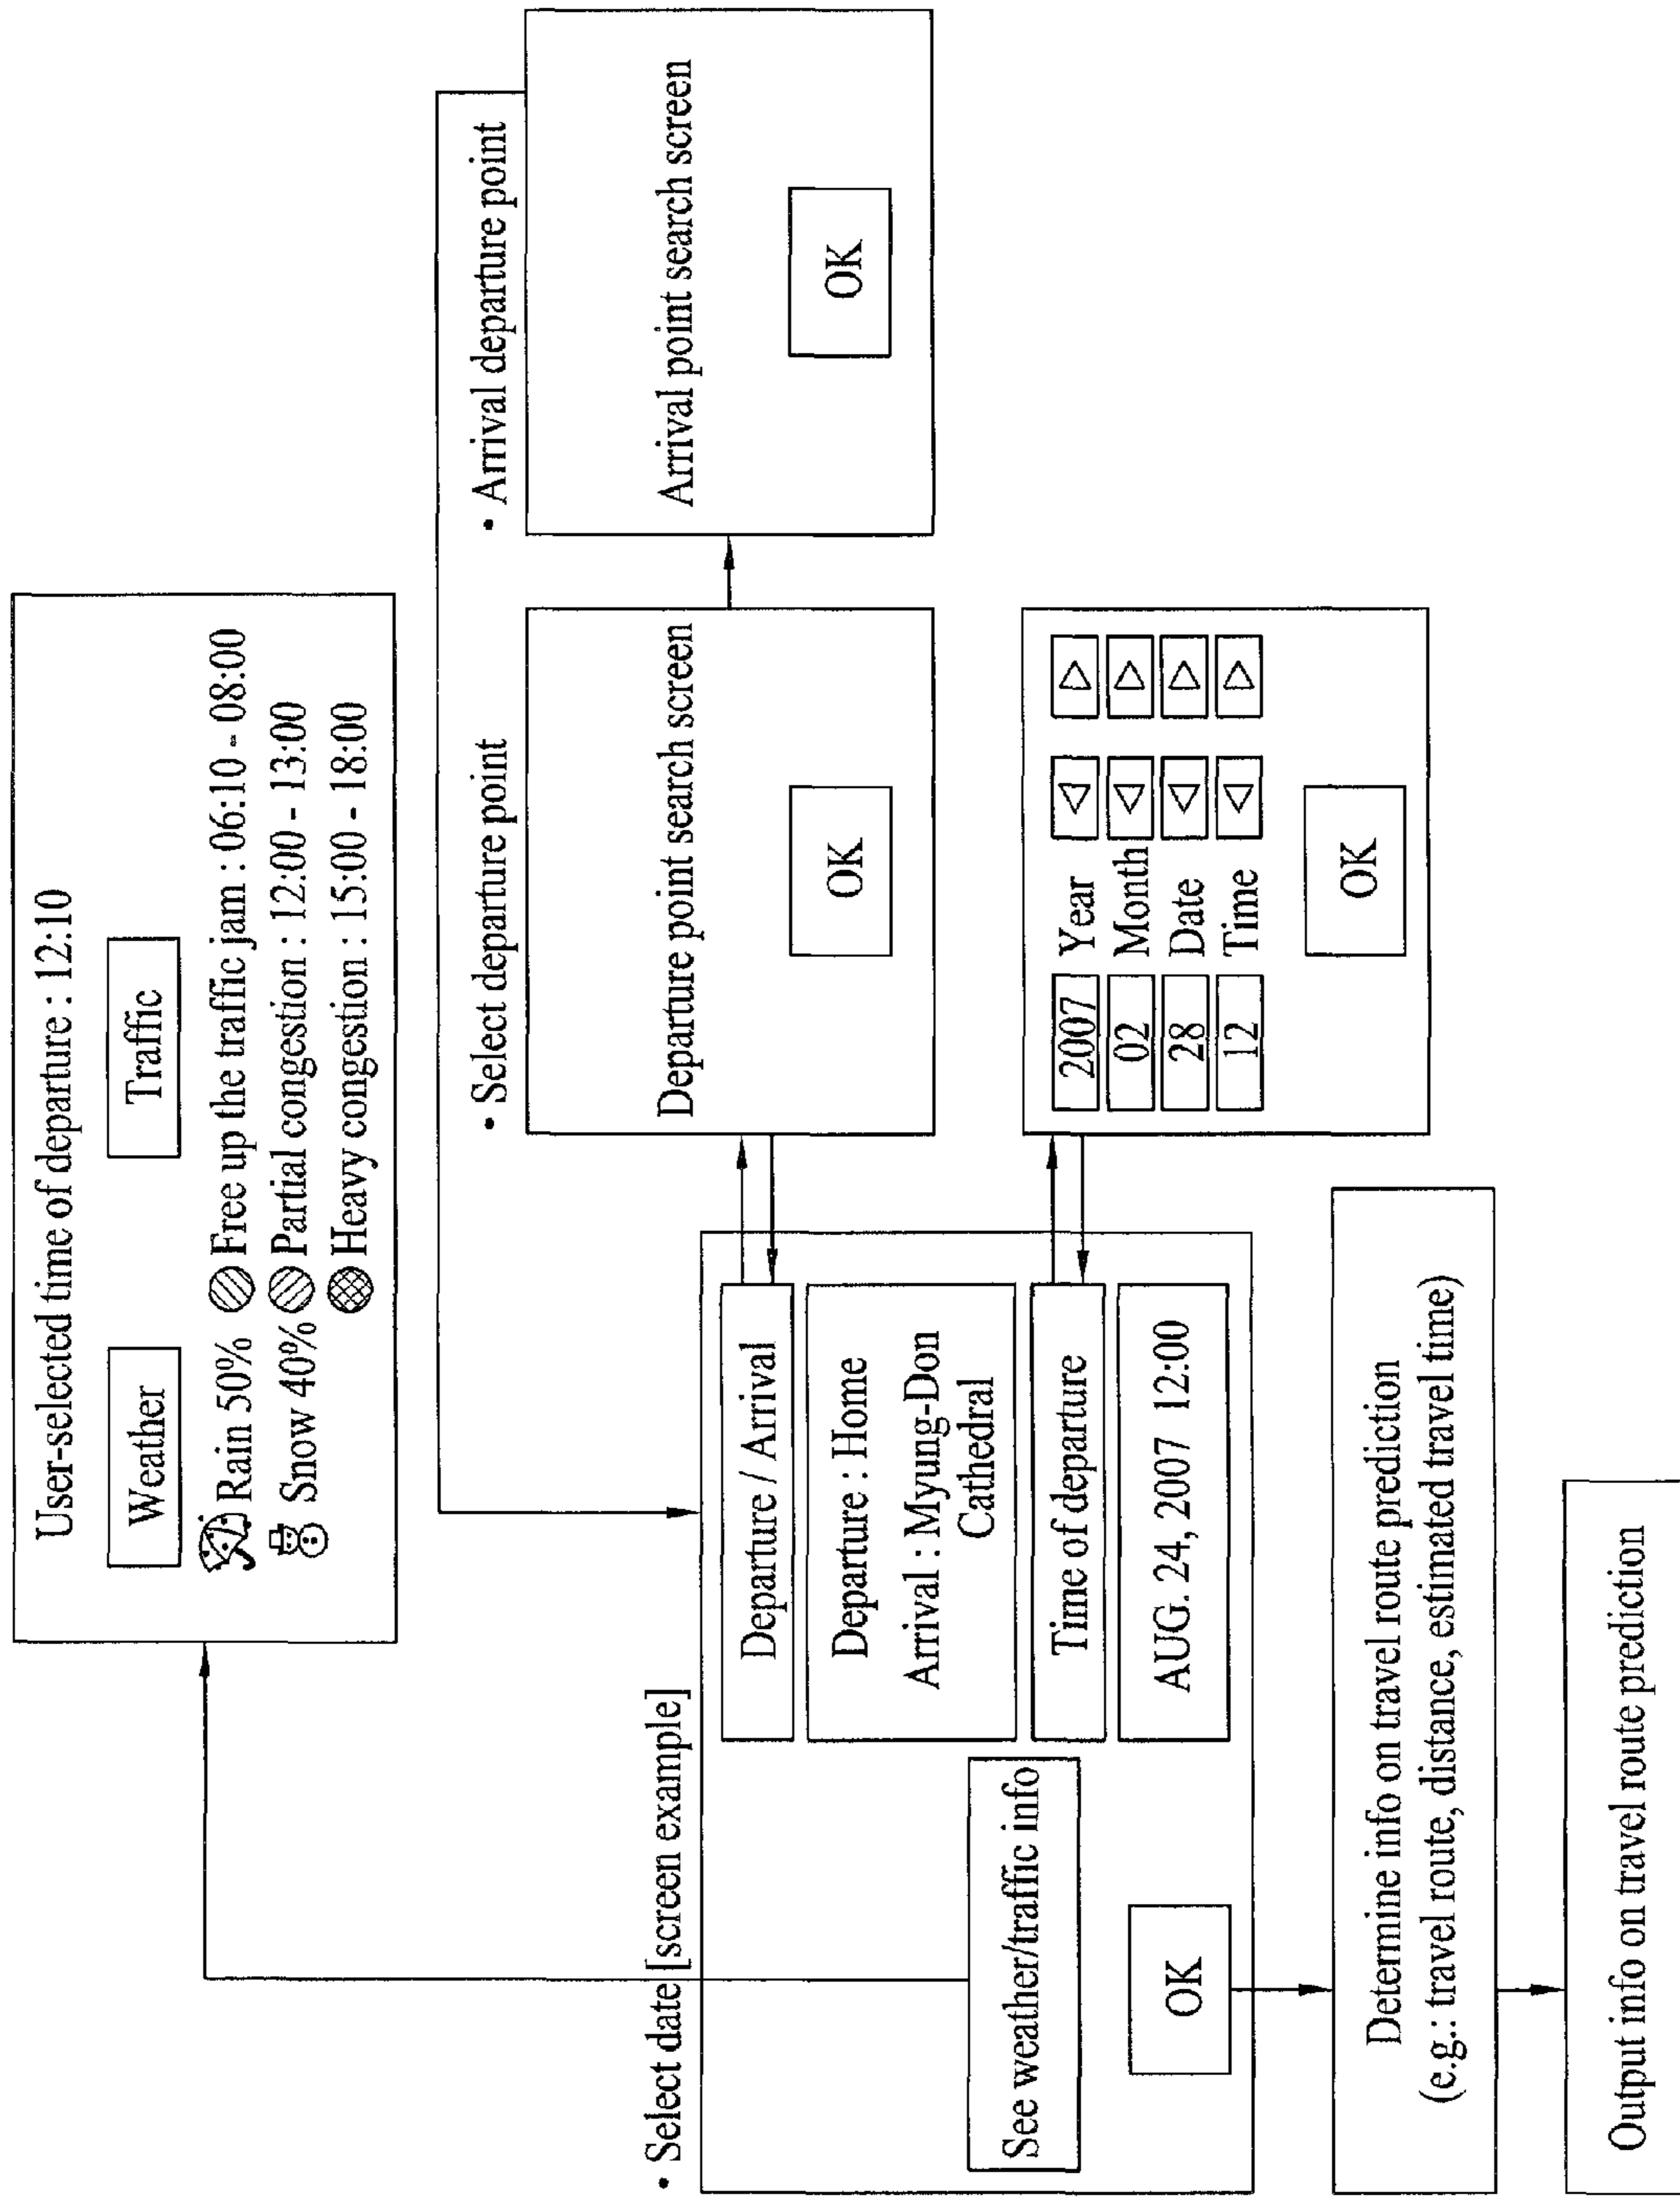 User-selected time of departure : 12:10
Weather
Traffic
Rain 50%
Free up the traffic jam : 06:10 - 08:00
Snow 40%
Partial congestion : 12:00 - 13:00
Heavy congestion : 15:00 - 18:00
• Select date [screen example]
See weather/traffic info
OK
Departure / Arrival
Departure : Home
Arrival : Myung-Don
Cathedral
Time of departure
AUG. 24, 2007 12:00
• Select departure point
Departure point search screen
OK
• Arrival departure point
Arrival point search screen
OK
2007 Year
02 Month
28 Date
12 Time
OK
Determine info on travel route prediction
(e.g.: travel route, distance, estimated travel time)
Output info on travel route prediction